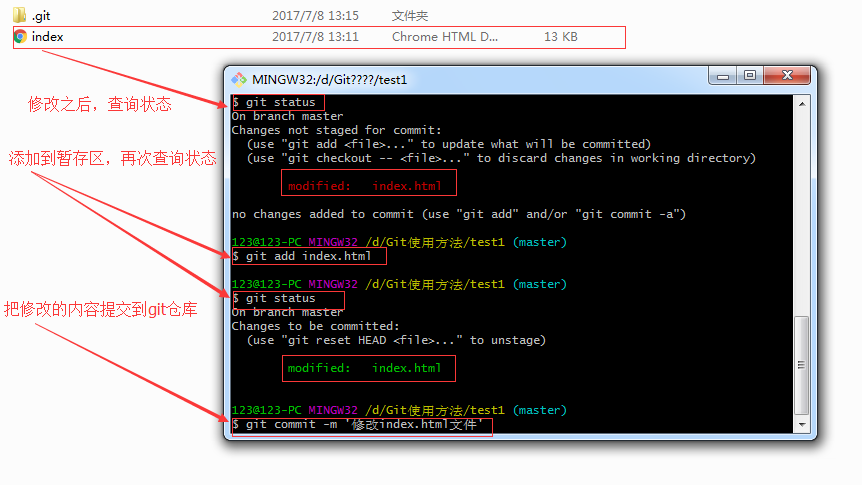 .git 2017/7/8 13:15 文件夹
index 2017/7/8 13:11 Chrome HTML D... 13 KB
MINGW32:/d/Git????/test1
修改之后，查询状态
添加到暂存区，再次查询状态
把修改的内容提交到git仓库
$ git status
On branch master
Changes not staged for commit:
(use "git add <file>..." to update what will be committed)
(use "git checkout -- <file>..." to discard changes in working directory)
modified: index.html
no changes added to commit (use "git add" and/or "git commit -a")
123@123-PC MINGW32 /d/Git使用方法/test1 (master)
$ git add index.html
123@123-PC MINGW32 /d/Git使用方法/test1 (master)
$ git status
On branch master
Changes to be committed:
(use "git reset HEAD <file>..." to unstage)
modified: index.html
123@123-PC MINGW32 /d/Git使用方法/test1 (master)
$ git commit -m '修改index.html文件'